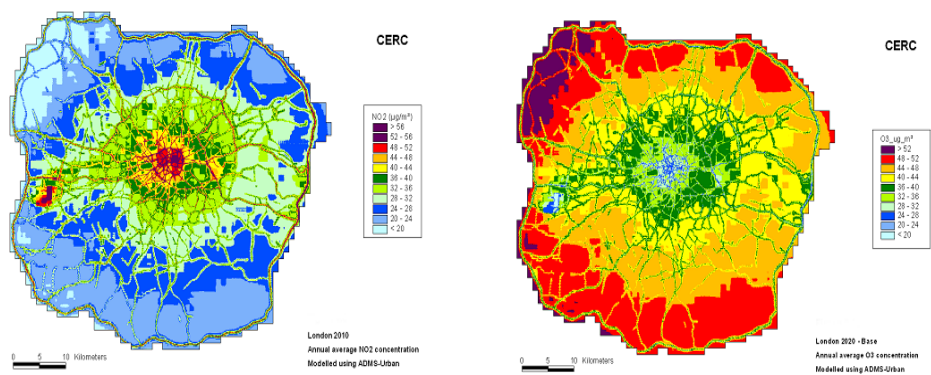 CERC
NO2 (µg/m³)
> 56
52 - 56
48 - 52
44 - 48
40 - 44
36 - 40
32 - 36
28 - 32
24 - 28
20 - 24
< 20
London 2010
Annual average NO2 concentration
Modelled using ADMS-Urban
0 5 10 Kilometers
CERC
O3_ug_m³
> 52
48 - 52
44 - 48
40 - 44
36 - 40
32 - 36
28 - 32
24 - 28
20 - 24
< 20
London 2020 - Base
Annual average O3 concentration
Modelled using ADMS-Urban
0 5 10 Kilometers